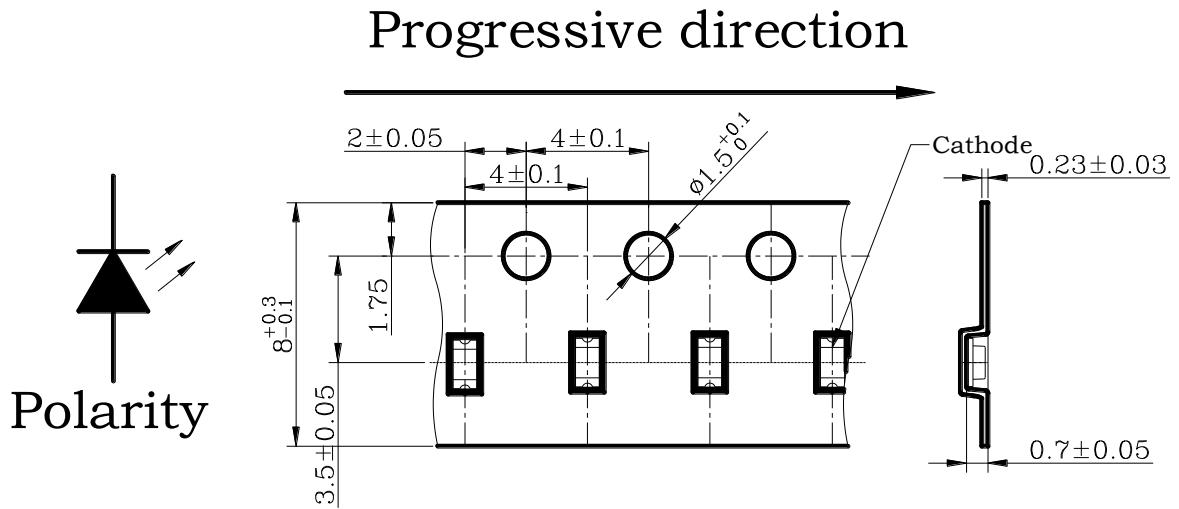 Progressive direction
2±0.05
4±0.1
ø1.5 +0.1 0
Cathode
0.23±0.03
4±0.1
1.75
8 +0.3 -0.1
Polarity
3.5±0.05
0.7±0.05